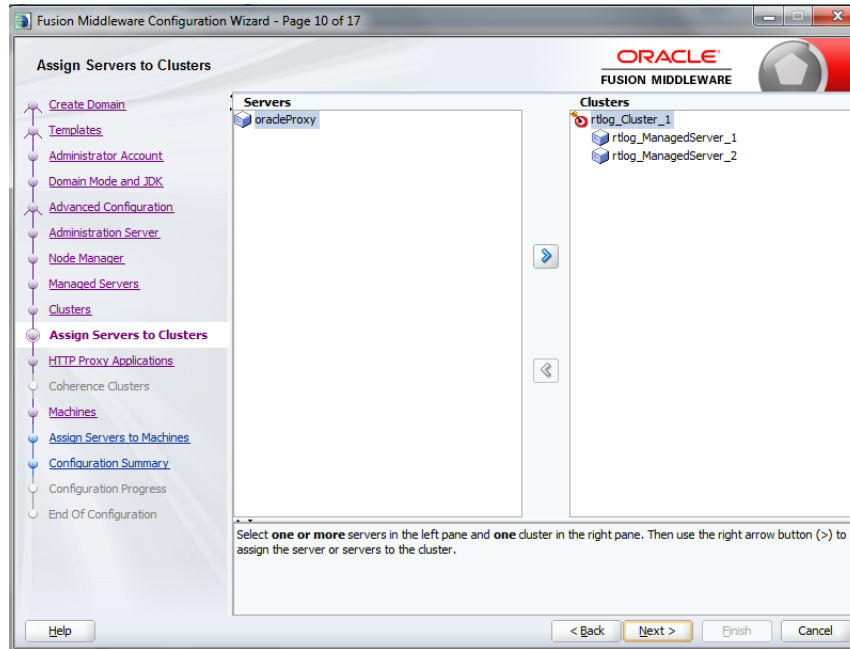 Fusion Middleware Configuration Wizard - Page 10 of 17
Assign Servers to Clusters
ORACLE
FUSION MIDDLEWARE
Create Domain
Templates
Administrator Account
Domain Mode and JDK
Advanced Configuration
Administration Server
Node Manager
Managed Servers
Clusters
Assign Servers to Clusters
HTTP Proxy Applications
Coherence Clusters
Machines
Assign Servers to Machines
Configuration Summary
Configuration Progress
End Of Configuration
Servers
oracleProxy
Clusters
rtlog_Cluster_1
rtlog_ManagedServer_1
rtlog_ManagedServer_2
Select one or more servers in the left pane and one cluster in the right pane. Then use the right arrow button (>) to
assign the server or servers to the cluster.
Help
< Back
Next >
Finish
Cancel